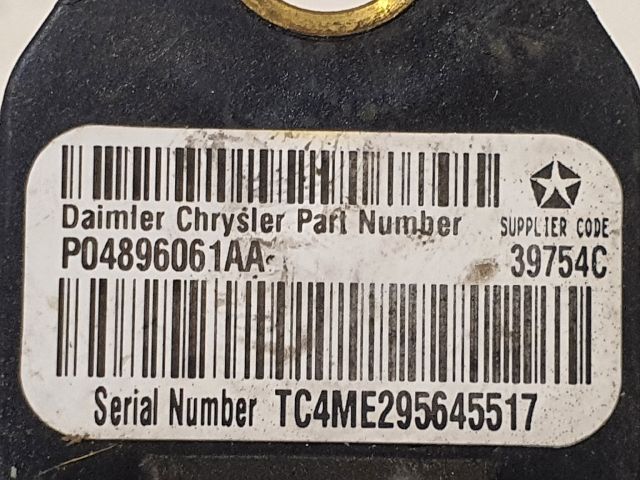 Daimler Chrysler Part Number
P04896061AA
SUPPLIER CODE
39754C
Serial Number TC4ME295645517